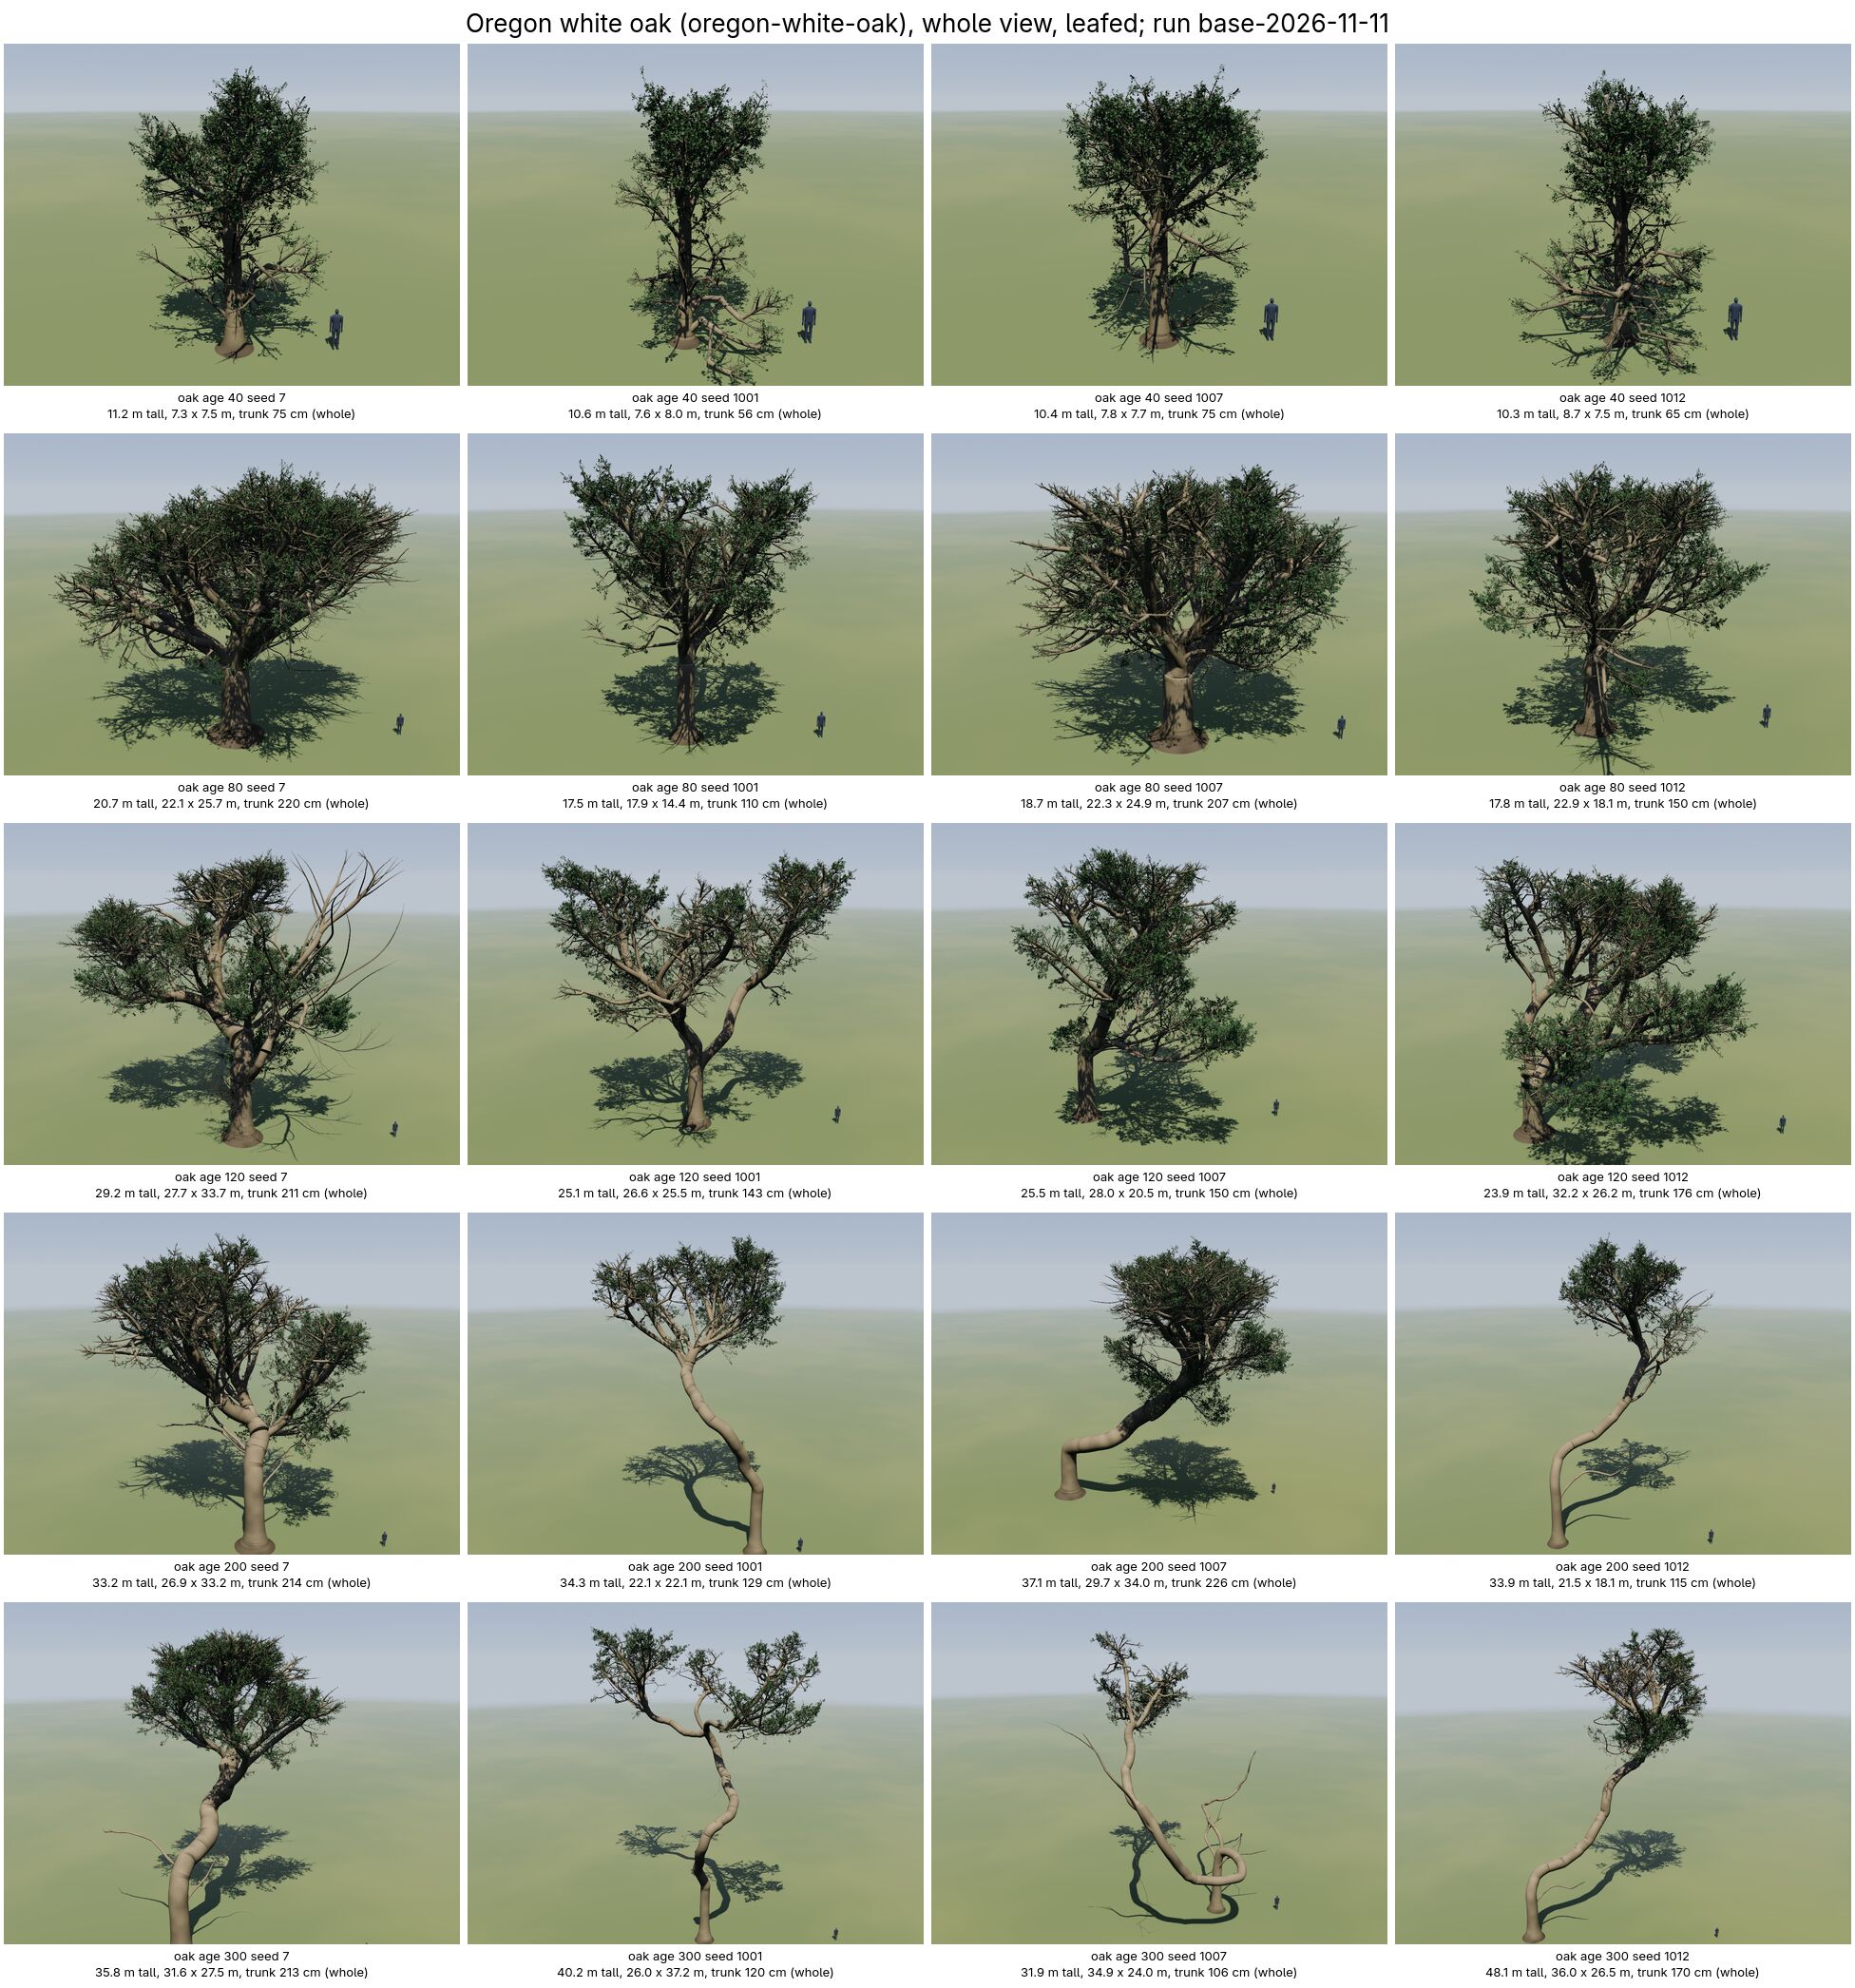 Oregon white oak (oregon-white-oak), whole view, leafed; run base-2026-11-11
oak age 40 seed 7
11.2 m tall, 7.3 x 7.5 m, trunk 75 cm (whole)
oak age 40 seed 1001
10.6 m tall, 7.6 x 8.0 m, trunk 56 cm (whole)
oak age 40 seed 1007
10.4 m tall, 7.8 x 7.7 m, trunk 75 cm (whole)
oak age 40 seed 1012
10.3 m tall, 8.7 x 7.5 m, trunk 65 cm (whole)
oak age 80 seed 7
20.7 m tall, 22.1 x 25.7 m, trunk 220 cm (whole)
oak age 80 seed 1001
17.5 m tall, 17.9 x 14.4 m, trunk 110 cm (whole)
oak age 80 seed 1007
18.7 m tall, 22.3 x 24.9 m, trunk 207 cm (whole)
oak age 80 seed 1012
17.8 m tall, 22.9 x 18.1 m, trunk 150 cm (whole)
oak age 120 seed 7
29.2 m tall, 27.7 x 33.7 m, trunk 211 cm (whole)
oak age 120 seed 1001
25.1 m tall, 26.6 x 25.5 m, trunk 143 cm (whole)
oak age 120 seed 1007
25.5 m tall, 28.0 x 20.5 m, trunk 150 cm (whole)
oak age 120 seed 1012
23.9 m tall, 32.2 x 26.2 m, trunk 176 cm (whole)
oak age 200 seed 7
33.2 m tall, 26.9 x 33.2 m, trunk 214 cm (whole)
oak age 200 seed 1001
34.3 m tall, 22.1 x 22.1 m, trunk 129 cm (whole)
oak age 200 seed 1007
37.1 m tall, 29.7 x 34.0 m, trunk 226 cm (whole)
oak age 200 seed 1012
33.9 m tall, 21.5 x 18.1 m, trunk 115 cm (whole)
oak age 300 seed 7
35.8 m tall, 31.6 x 27.5 m, trunk 213 cm (whole)
oak age 300 seed 1001
40.2 m tall, 26.0 x 37.2 m, trunk 120 cm (whole)
oak age 300 seed 1007
31.9 m tall, 34.9 x 24.0 m, trunk 106 cm (whole)
oak age 300 seed 1012
48.1 m tall, 36.0 x 26.5 m, trunk 170 cm (whole)